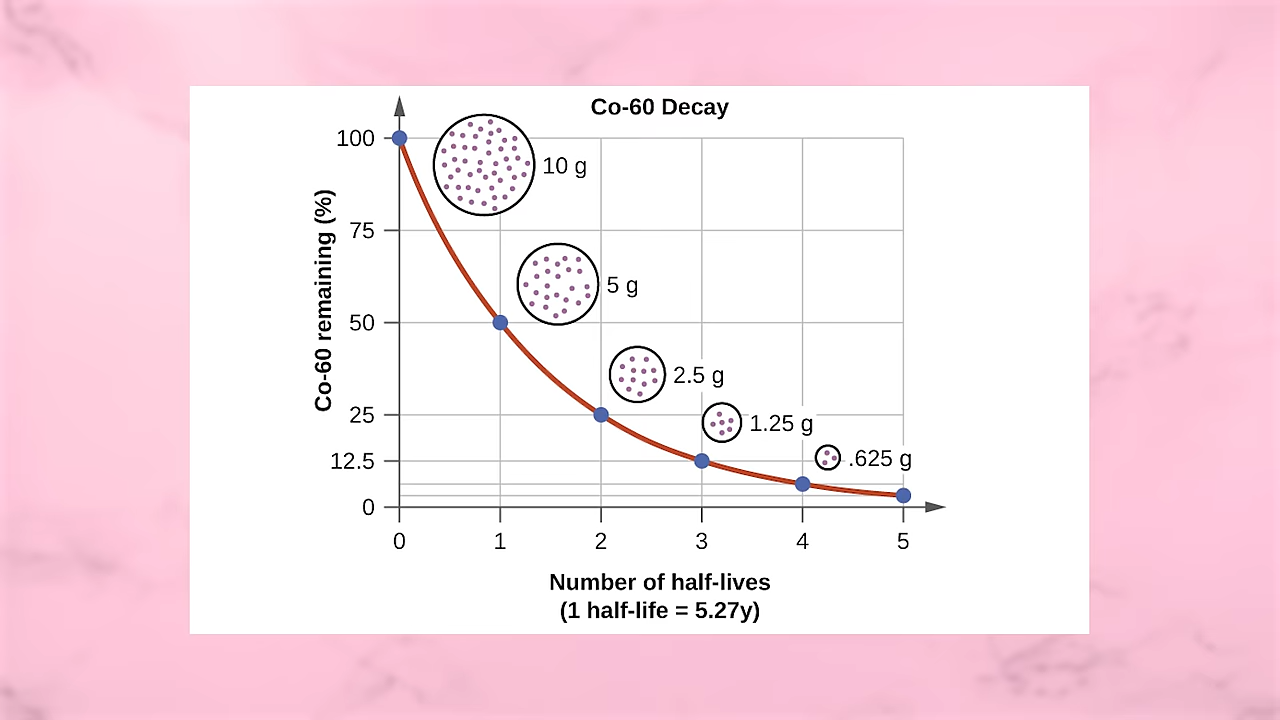 Co-60 Decay
Co-60 remaining (%)
100
75
50
25
12.5
0
10 g
5 g
2.5 g
1.25 g
.625 g
0 1 2 3 4 5
Number of half-lives
(1 half-life = 5.27y)